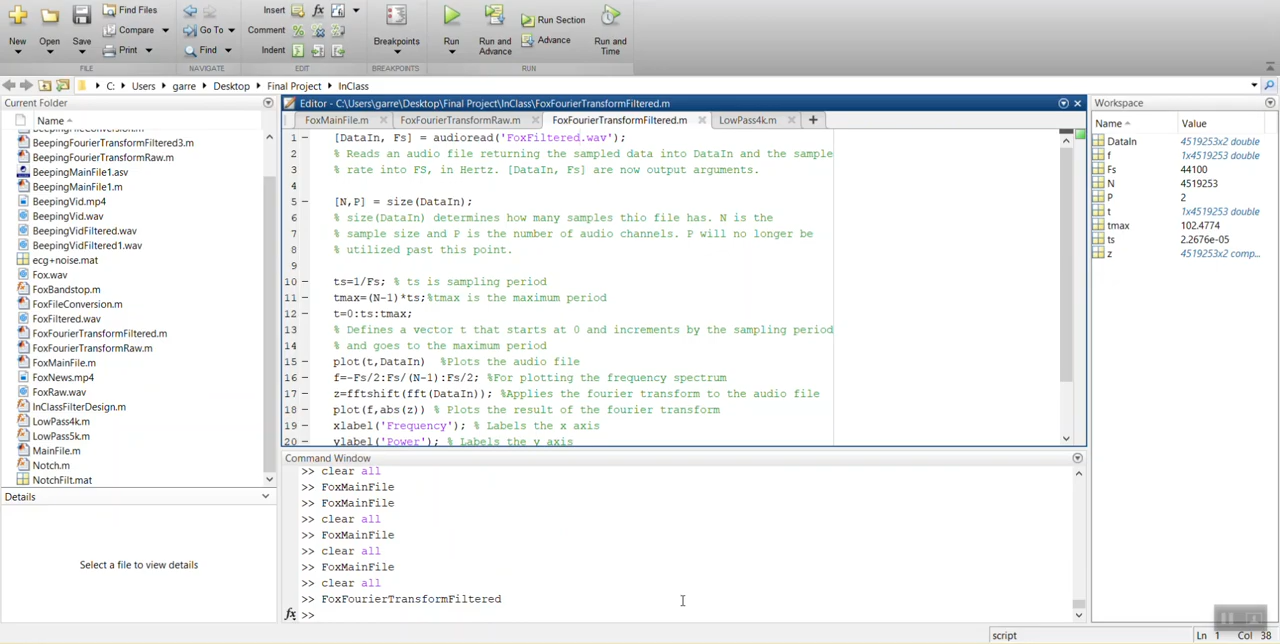 Find Files
Insert
fx
New
Open
Save
Compare
Print
Go To
Find
Comment
Indent
Breakpoints
Run
Run and
Advance
Run Section
Advance
Run and
Time
FILE
NAVIGATE
EDIT
BREAKPOINTS
RUN
C: Users garre Desktop Final Project InClass
Current Folder
Name
BeepingFourierTransformFiltered3.m
BeepingFourierTransformRaw.m
BeepingMainFile1.asv
BeepingMainFile1.m
BeepingVid.mp4
BeepingVid.wav
BeepingVidFiltered.wav
BeepingVidFiltered1.wav
ecg+noise.mat
Fox.wav
FoxBandstop.m
FoxFileConversion.m
FoxFiltered.wav
FoxFourierTransformFiltered.m
FoxFourierTransformRaw.m
FoxMainFile.m
FoxNews.mp4
FoxRaw.wav
InClassFilterDesign.m
LowPass4k.m
LowPass5k.m
MainFile.m
Notch.m
NotchFilt.mat
Details
Select a file to view details
Editor - C:\Users\garre\Desktop\Final Project\InClass\FoxFourierTransformFiltered.m
FoxMainFile.m FoxFourierTransformRaw.m FoxFourierTransformFiltered.m LowPass4k.m
1 – [DataIn, Fs] = audioread('FoxFiltered.wav');
2 – % Reads an audio file returning the sampled data into DataIn and the sample
3 – % rate into FS, in Hertz. [DataIn, Fs] are now output arguments.
4 –
5 – [N,P] = size(DataIn);
6 – % size(DataIn) determines how many samples thio file has. N is the
7 – % sample size and P is the number of audio channels. P will no longer be
8 – % utilized past this point.
9 –
10 – ts=1/Fs; % ts is sampling period
11 – tmax=(N-1)*ts;%tmax is the maximum period
12 – t=0:ts:tmax;
13 – % Defines a vector t that starts at 0 and increments by the sampling period
14 – % and goes to the maximum period
15 – plot(t,DataIn) %Plots the audio file
16 – f=-Fs/2:Fs/(N-1):Fs/2; %For plotting the frequency spectrum
17 – z=fftshift(fft(DataIn)); %Applies the fourier transform to the audio file
18 – plot(f,abs(z)) % Plots the result of the fourier transform
19 – xlabel('Frequency'); % Labels the x axis
20 – ylabel('Power'); % Labels the y axis
Command Window
>> clear all
>> FoxMainFile
>> FoxMainFile
>> clear all
>> FoxMainFile
>> clear all
>> FoxMainFile
>> clear all
>> FoxFourierTransformFiltered
fx >>
Workspace
Name Value
DataIn 4519253x2 double
f 1x4519253 double
Fs 44100
N 4519253
P 2
t 1x4519253 double
tmax 102.4774
ts 2.2676e-05
z 4519253x2 comp...
script
Ln 1 Col 38